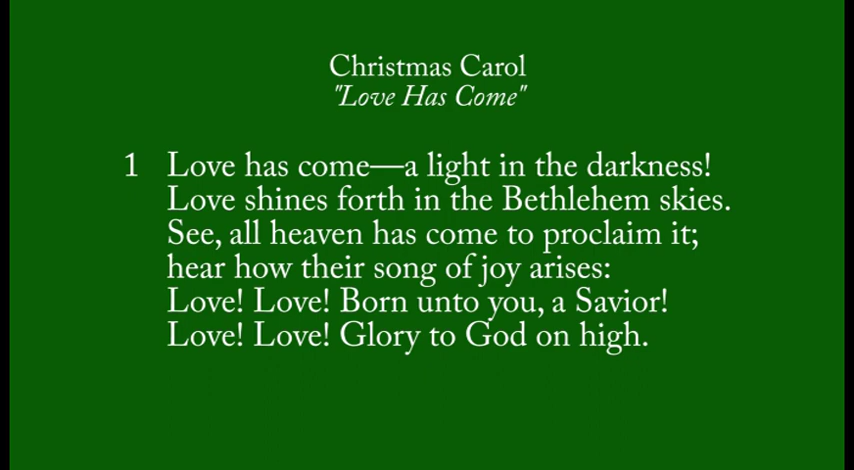 Christmas Carol
"Love Has Come"
1 Love has come—a light in the darkness!
Love shines forth in the Bethlehem skies.
See, all heaven has come to proclaim it;
hear how their song of joy arises:
Love! Love! Born unto you, a Savior!
Love! Love! Glory to God on high.